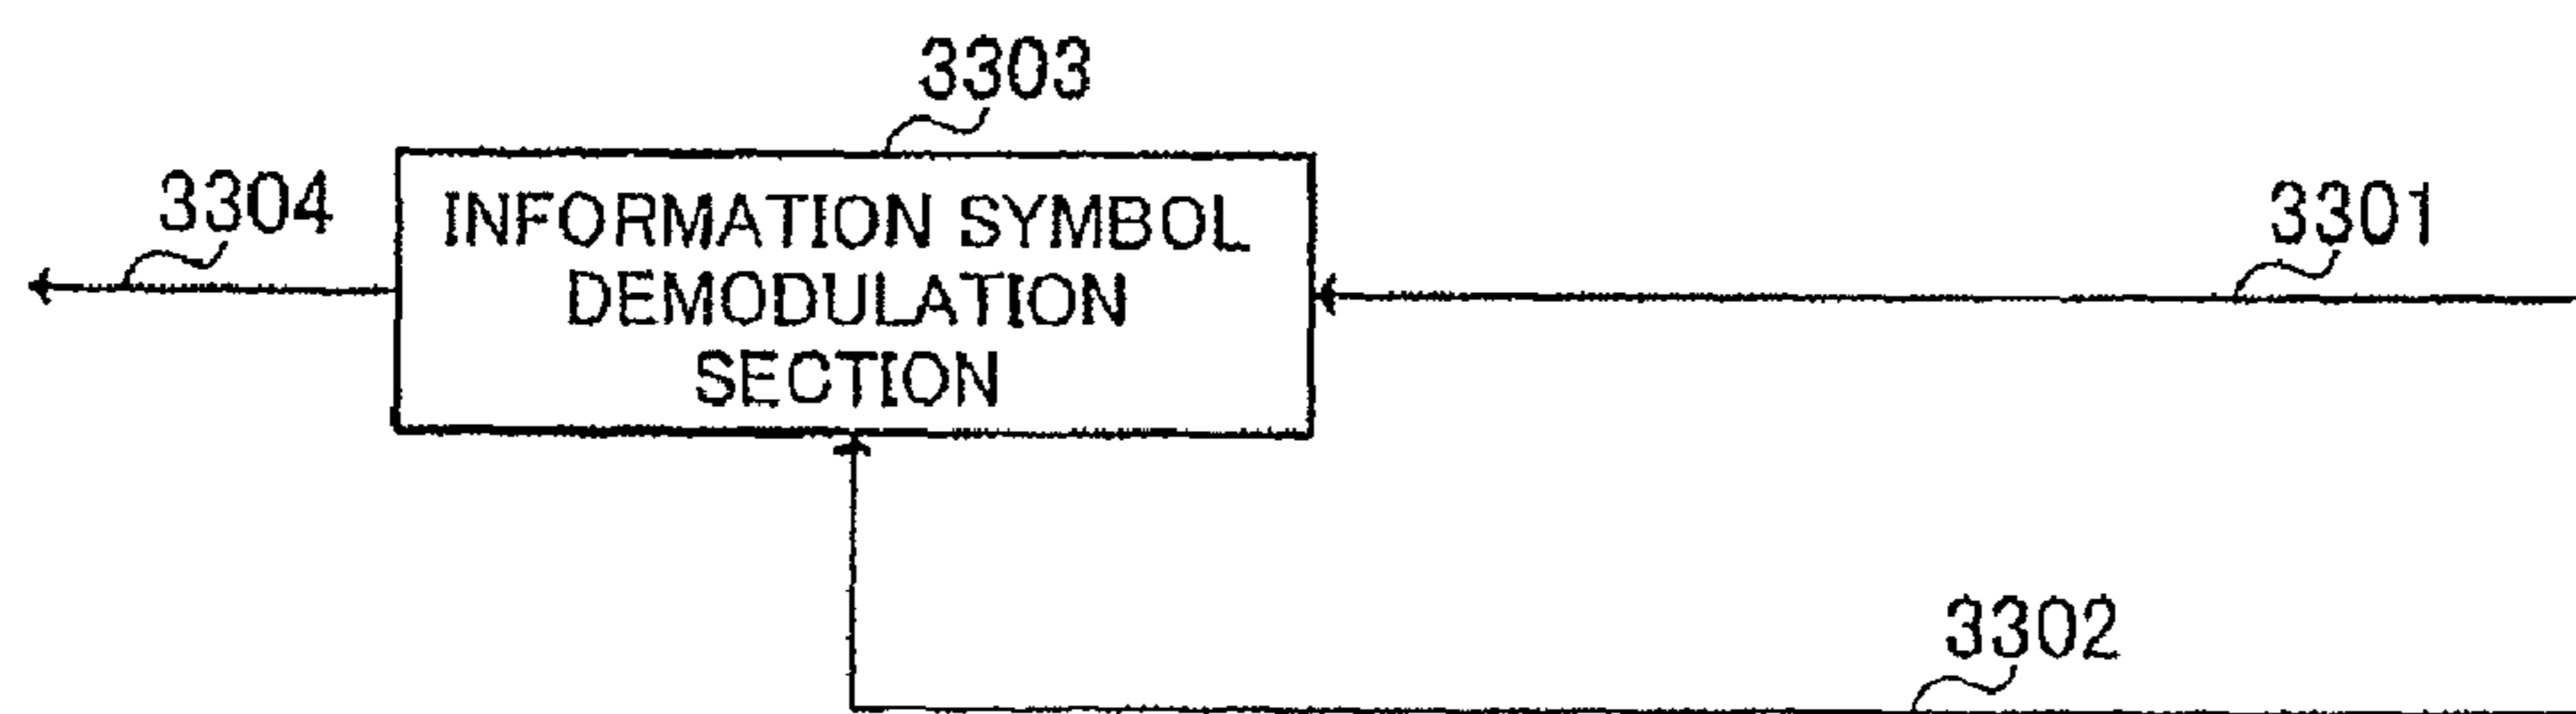 3303
3304
INFORMATION SYMBOL
DEMODULATION
SECTION
3301
3302